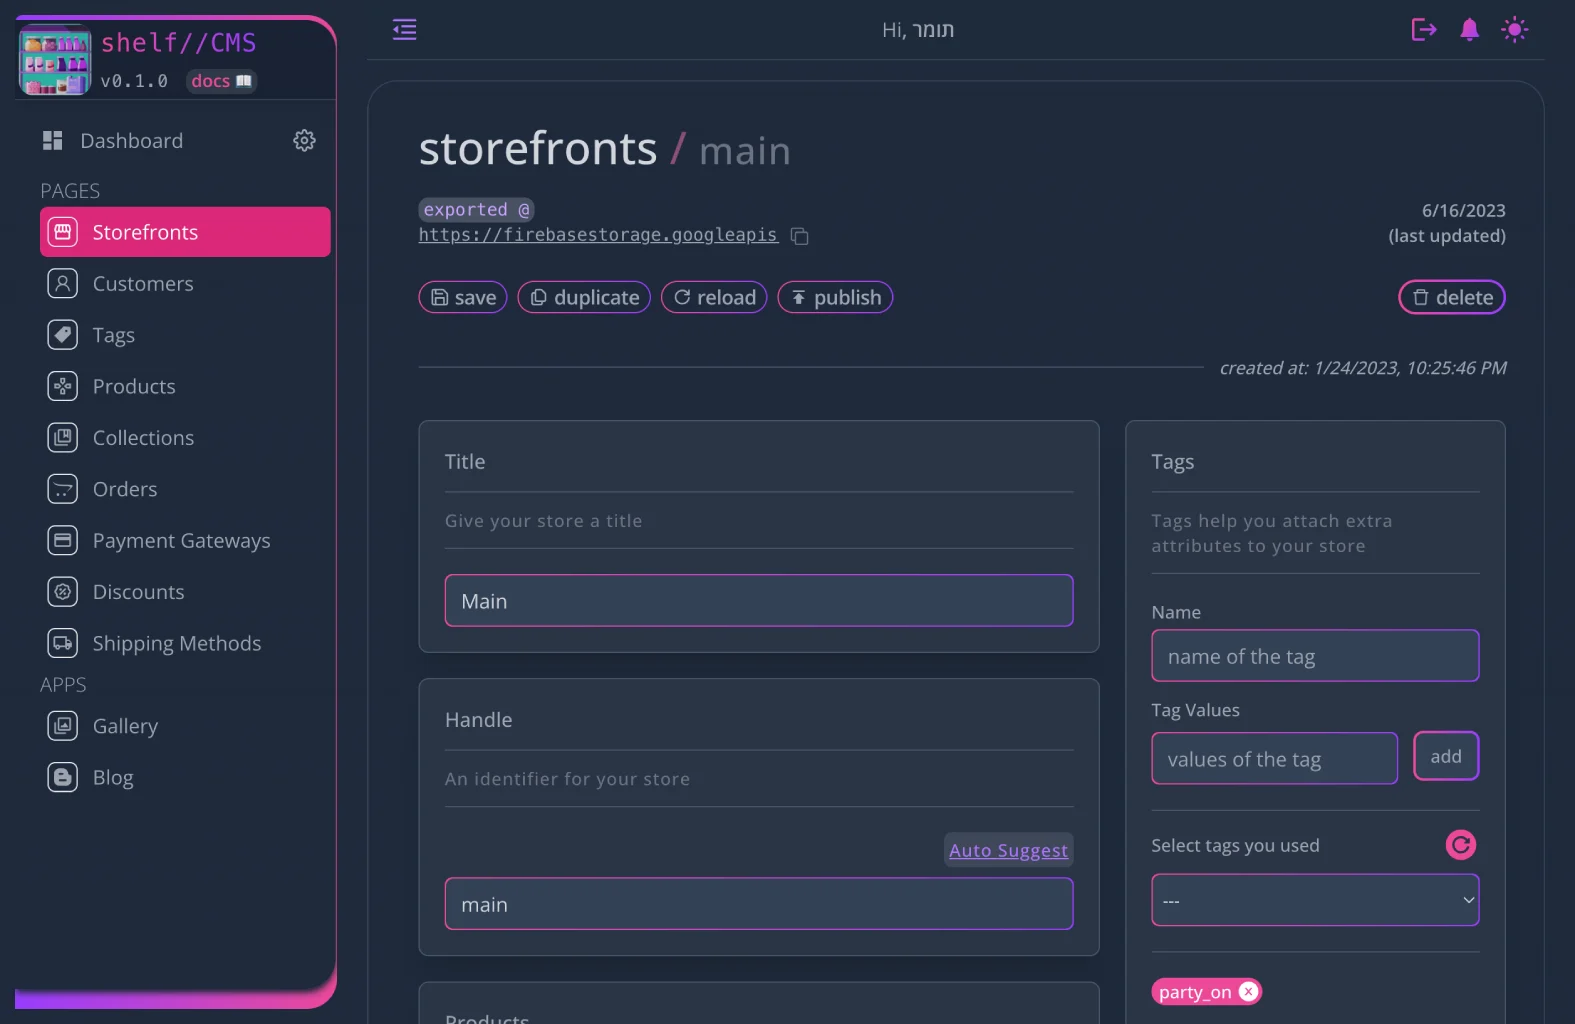 shelf//CMS
v0.1.0 docs
Hi, תומר
Dashboard
PAGES
Storefronts
Customers
Tags
Products
Collections
Orders
Payment Gateways
Discounts
Shipping Methods
APPS
Gallery
Blog
storefronts / main
exported @
https://firebasestorage.googleapis
6/16/2023
(last updated)
save duplicate reload publish delete
created at: 1/24/2023, 10:25:46 PM
Title
Give your store a title
Main
Handle
An identifier for your store
Auto Suggest
main
Products
Tags
Tags help you attach extra
attributes to your store
Name
name of the tag
Tag Values
values of the tag add
Select tags you used
---
party_on